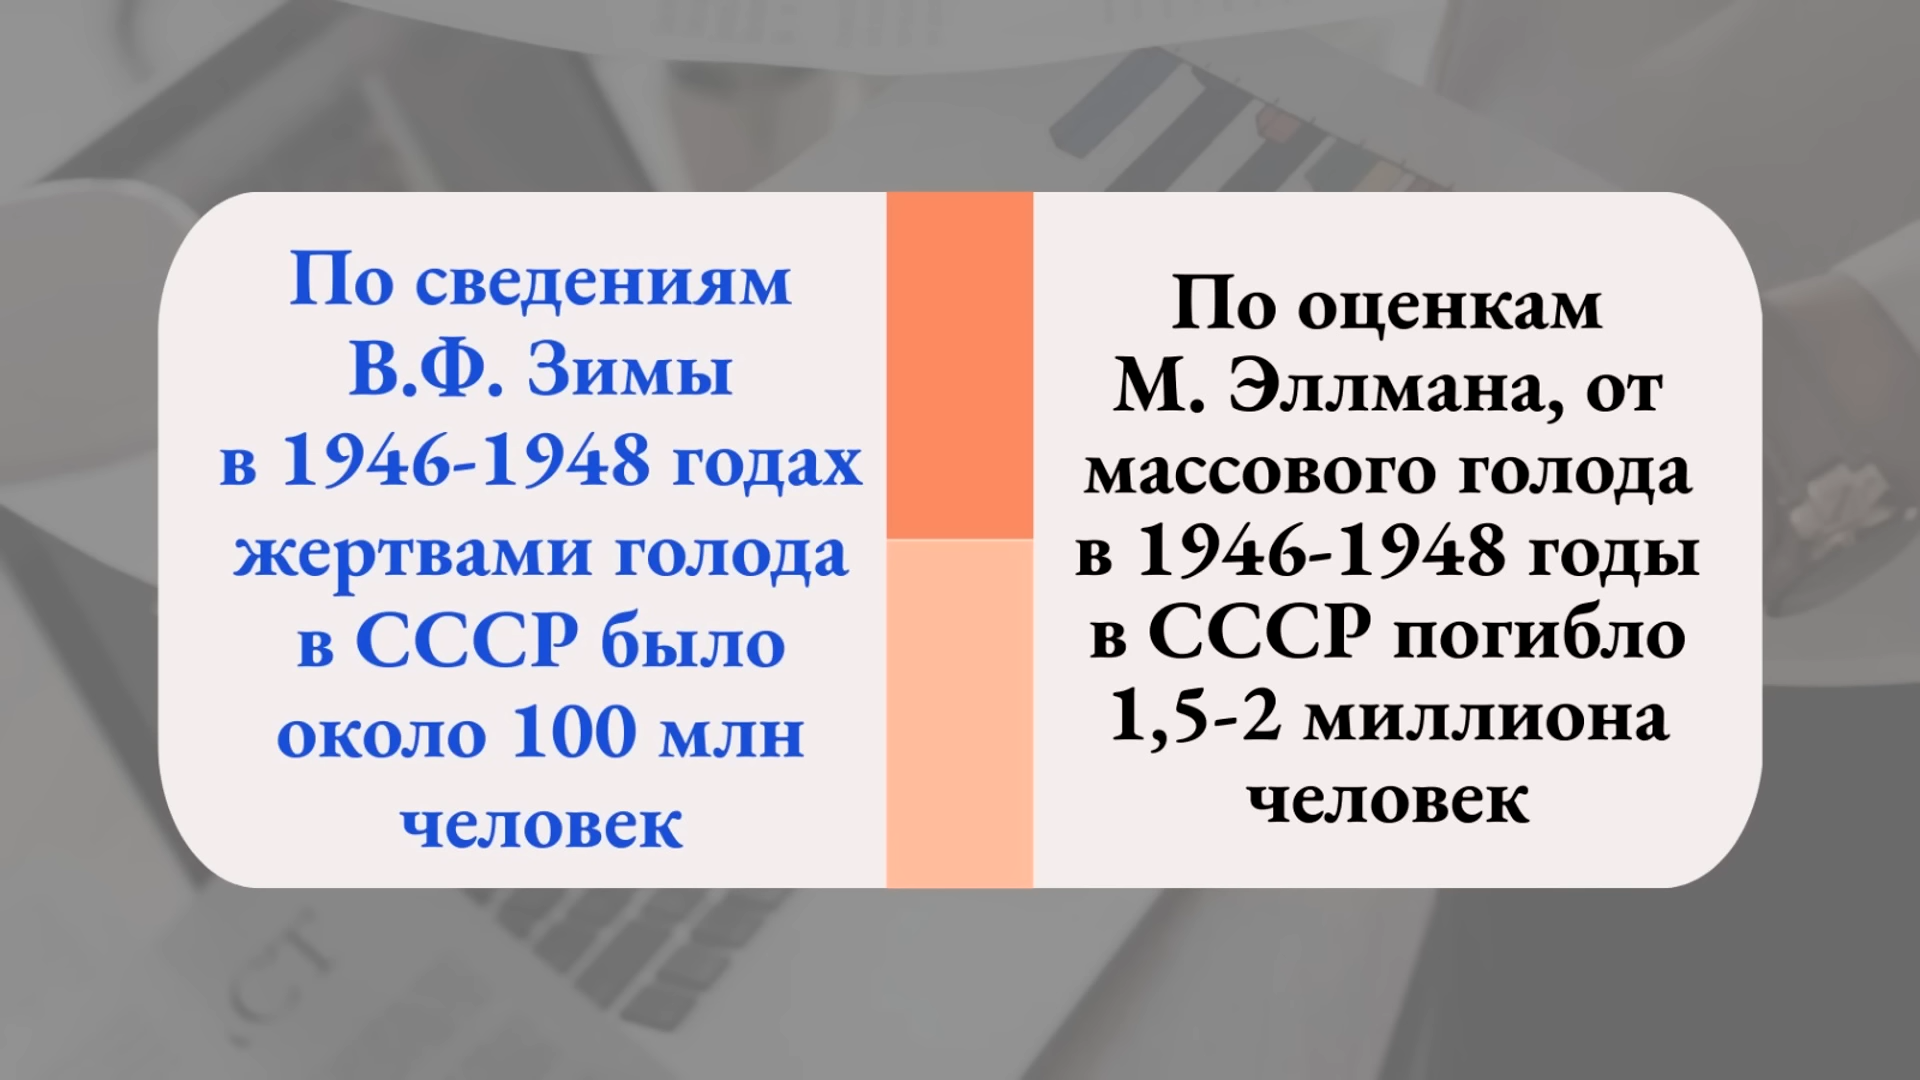 По сведениям
В.Ф. Зимы
в 1946-1948 годах
жертвами голода
в СССР было
около 100 млн
человек
По оценкам
М. Эллмана, от
массового голода
в 1946-1948 годы
в СССР погибло
1,5-2 миллиона
человек